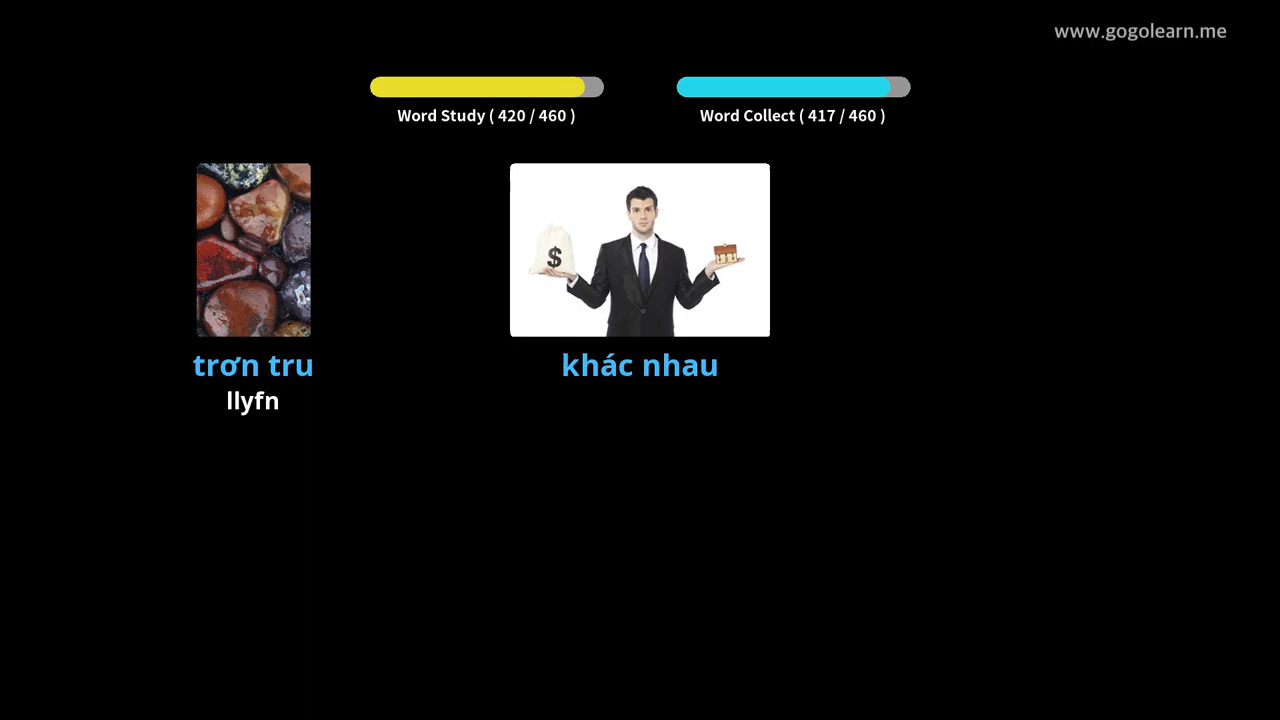 www.gogolearn.me
Word Study ( 420 / 460 )
Word Collect ( 417 / 460 )
$
trơn tru
khác nhau
llyfn